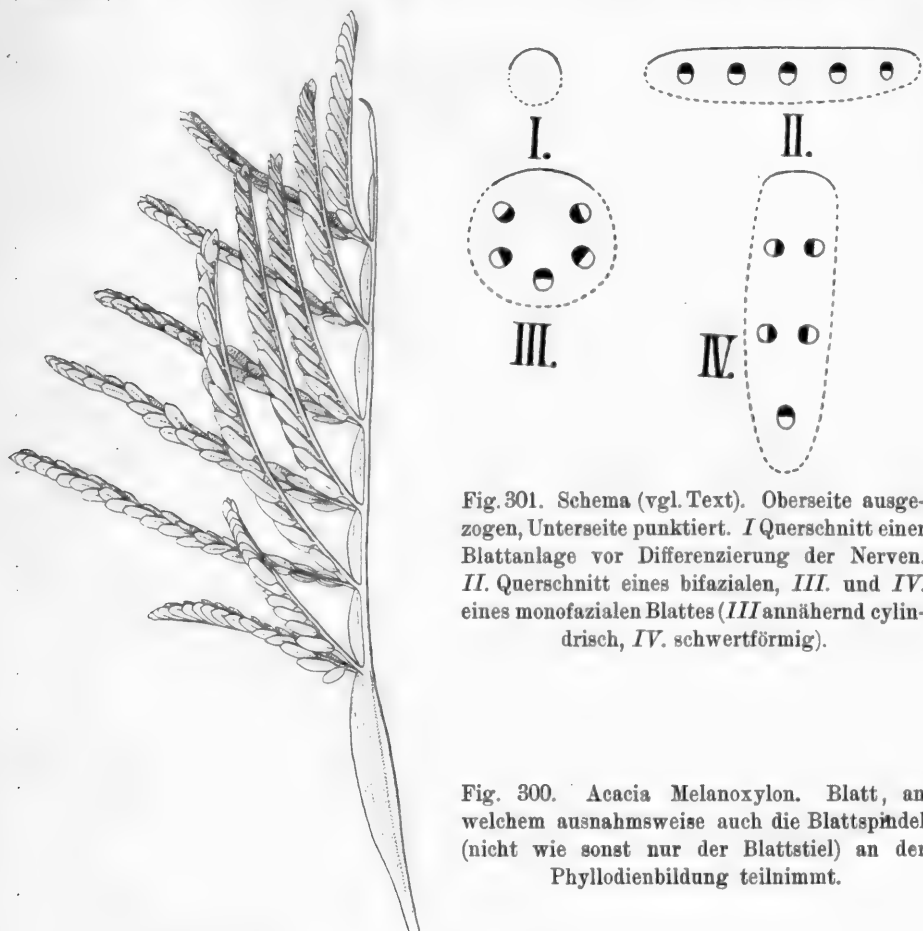 I.
II.
III.
IV.
Fig. 301. Schema (vgl. Text). Oberseite ausge-
zogen, Unterseite punktiert. I Querschnitt einer
Blattanlage vor Differenzierung der Nerven.
II. Querschnitt eines bifazialen, III. und IV.
eines monofazialen Blattes (III annähernd cylin-
drisch, IV. schwertförmig).
Fig. 300. Acacia Melanoxylon. Blatt, an
welchem ausnahmsweise auch die Blattspindel
(nicht wie sonst nur der Blattstiel) an der
Phyllodienbildung teilnimmt.